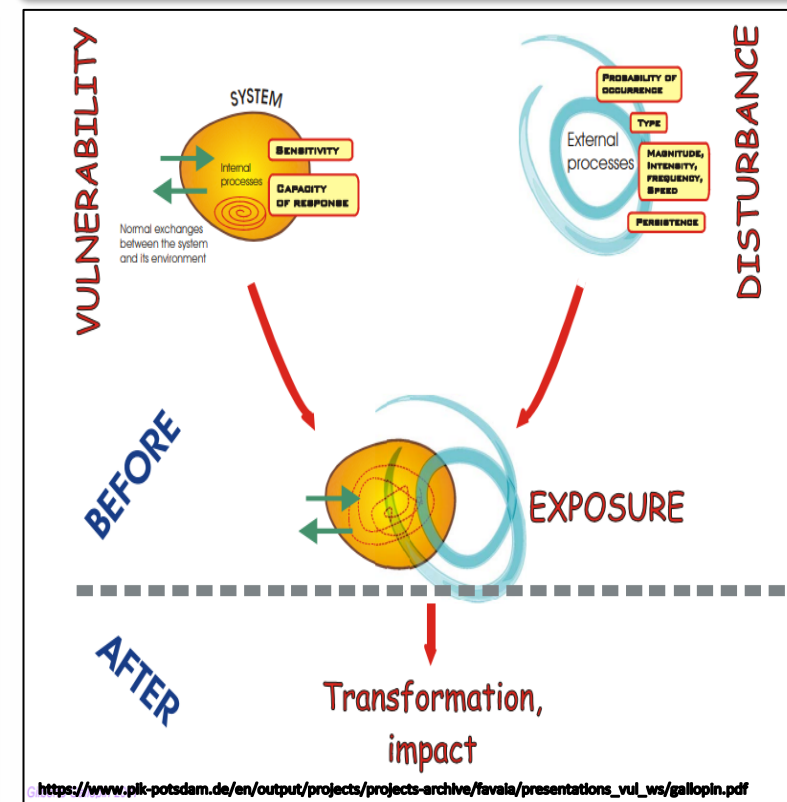 VULNERABILITY
SYSTEM
SENSITIVITY
Internal
processes
CAPACITY
OF RESPONSE
Normal exchanges
between the system
and its environment
DISTURBANCE
PROBABILITY OF
OCCURRENCE
TYPE
External
processes
MAGNITUDE,
INTENSITY,
FREQUENCY,
SPEED
PERSISTENCE
BEFORE
EXPOSURE
AFTER
Transformation,
impact
https://www.pik-potsdam.de/en/output/projects/projects-archive/favaia/presentations_vul_ws/gallopin.pdf